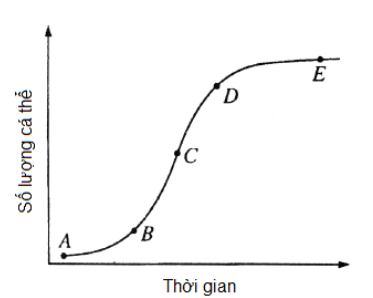 Số lượng cá thể
A
B
C
D
E
Thời gian